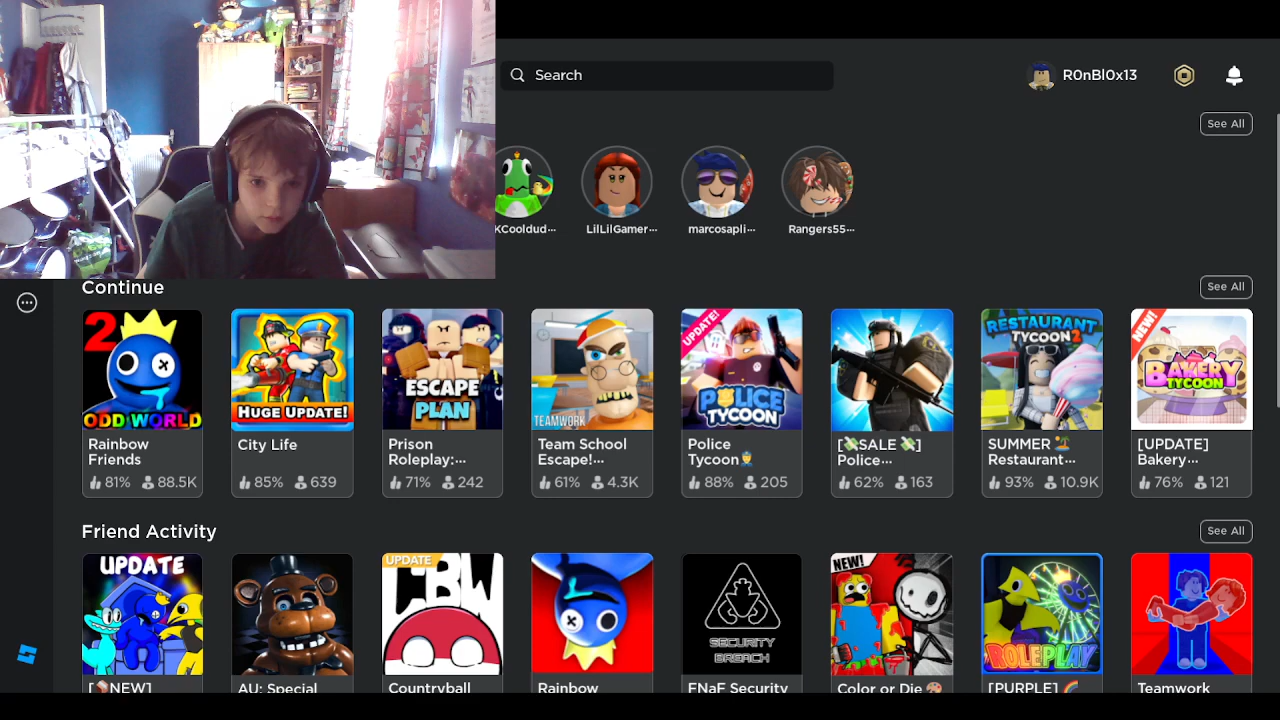 Search
R0nBl0x13
See All
KCooldud...
LilLilGamer...
marcosapli...
Rangers55...
Continue
See All
2
ODD WORLD
HUGE UPDATE!
ESCAPE
PLAN
TEAMWORK
UPDATE!
POLICE
TYCOON
RESTAURANT
TYCOON 2
NEW!
BAKERY
TYCOON
Rainbow
Friends
City Life
Prison
Roleplay:...
Team School
Escape!...
Police
Tycoon👮
[💸SALE 💸]
Police...
SUMMER 🏖️
Restaurant...
[UPDATE]
Bakery...
81% 88.5K
85% 639
71% 242
61% 4.3K
88% 205
62% 163
93% 10.9K
76% 121
Friend Activity
See All
UPDATE
UPDATE
CBW
SECURITY
BREACH
NEW!
ROLEPLAY
[NEW]
AU: Special
Countryball
Rainbow
FNaF Security
Color or Die 🎨
[PURPLE] 🌈
Teamwork